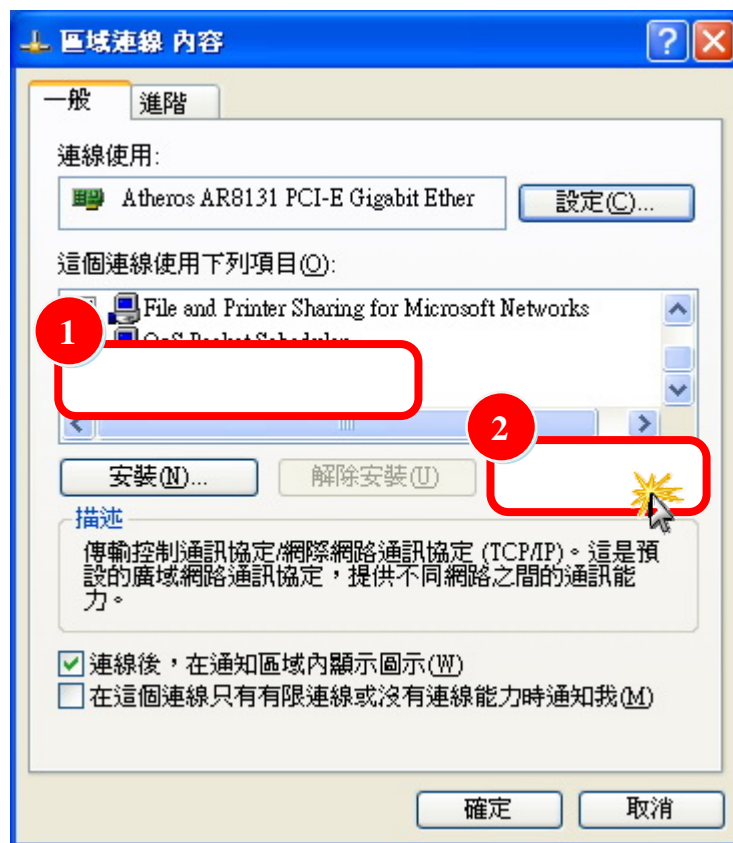 區域連線 內容
一般 進階
連線使用:
Atheros AR8131 PCI-E Gigabit Ether 設定(C)...
這個連線使用下列項目(O):
File and Printer Sharing for Microsoft Networks
1
QoS Packet Scheduler
2
安裝(N)... 解除安裝(U)
描述
傳輸控制通訊協定/網際網路通訊協定 (TCP/IP)。這是預
設的廣域網路通訊協定,提供不同網路之間的通訊能
力。
連線後,在通知區域內顯示圖示(W)
在這個連線只有有限連線或沒有連線能力時通知我(M)
確定 取消